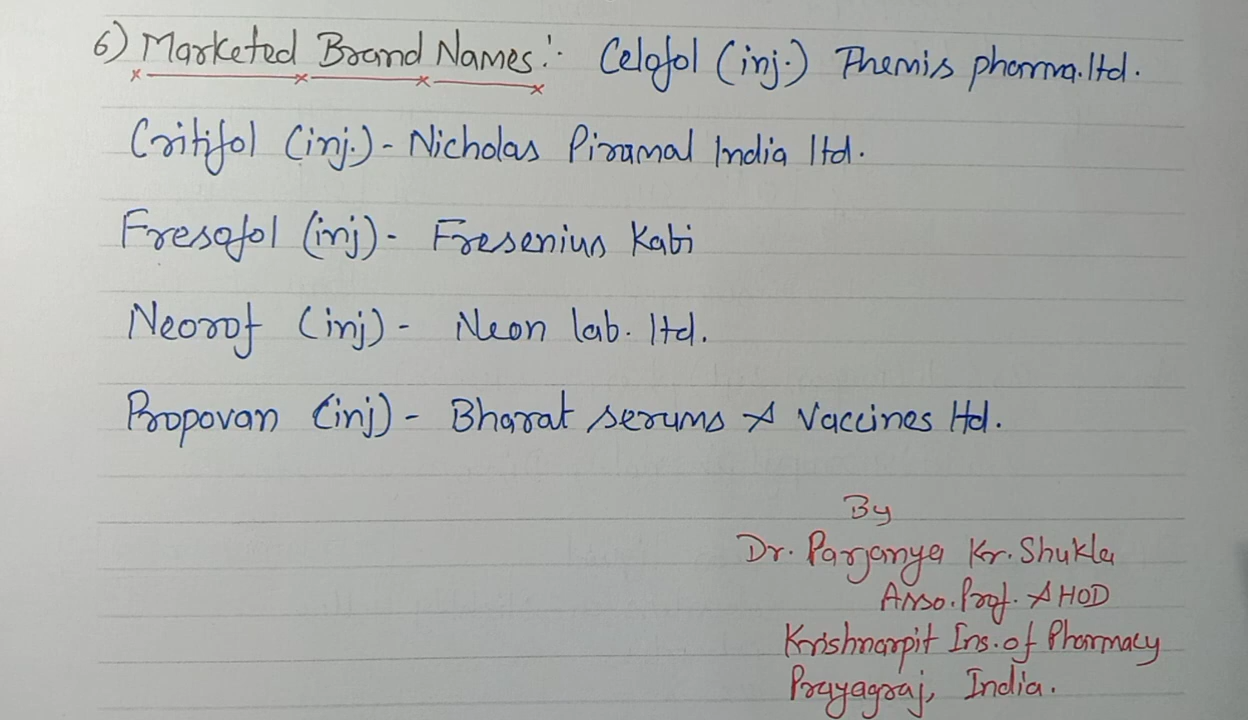 6) Marketed Brand Names:- Celofol (inj.) Themis pharma.ltd.
Critifol (inj.)- Nicholas Piramal India ltd.
Fresofol (inj)- Fresenius Kabi
Neorof (inj)- Neon lab. ltd.
Propovan (inj)- Bharat serums & Vaccines ltd.
By
Dr. Parjanya Kr. Shukla
Asso. Prof. & HOD
Krishnarpit Ins. of Pharmacy
Prayagraj, India.